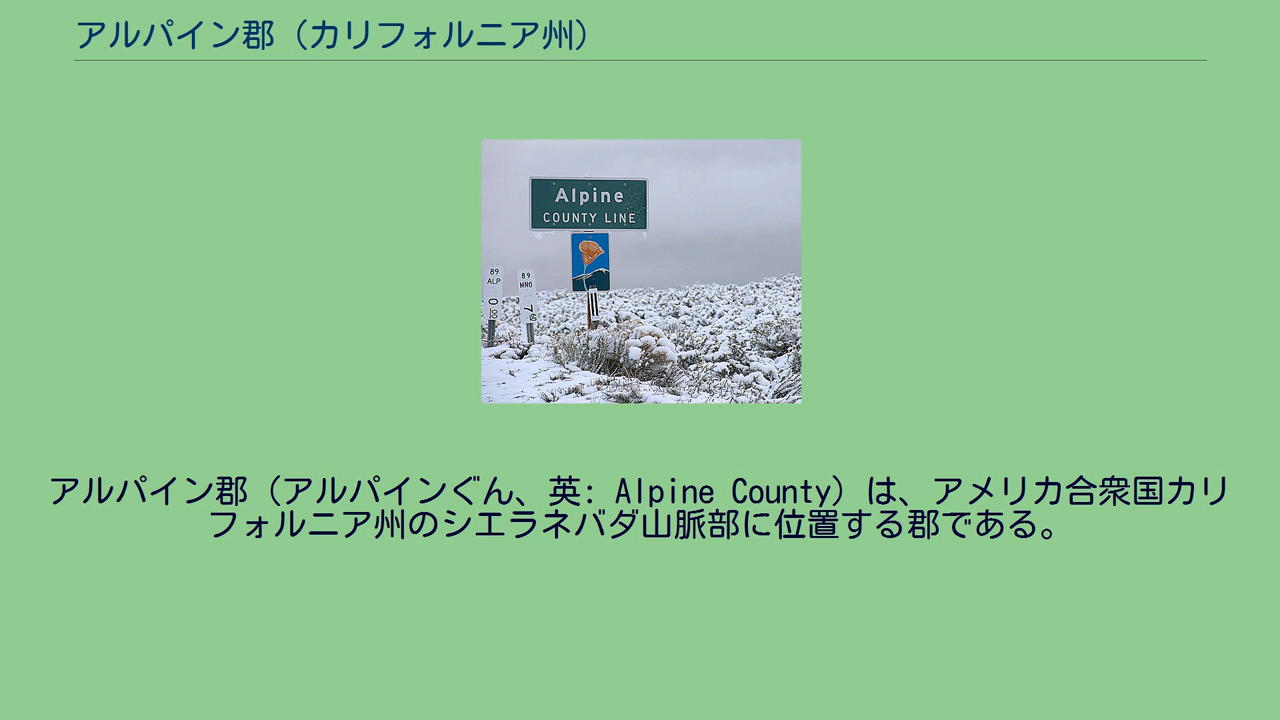 アルパイン郡（カリフォルニア州）
Alpine
COUNTY LINE
89
ALP
89
MNO
アルパイン郡（アルパインぐん、英: Alpine County）は、アメリカ合衆国カリ
フォルニア州のシエラネバダ山脈部に位置する郡である。